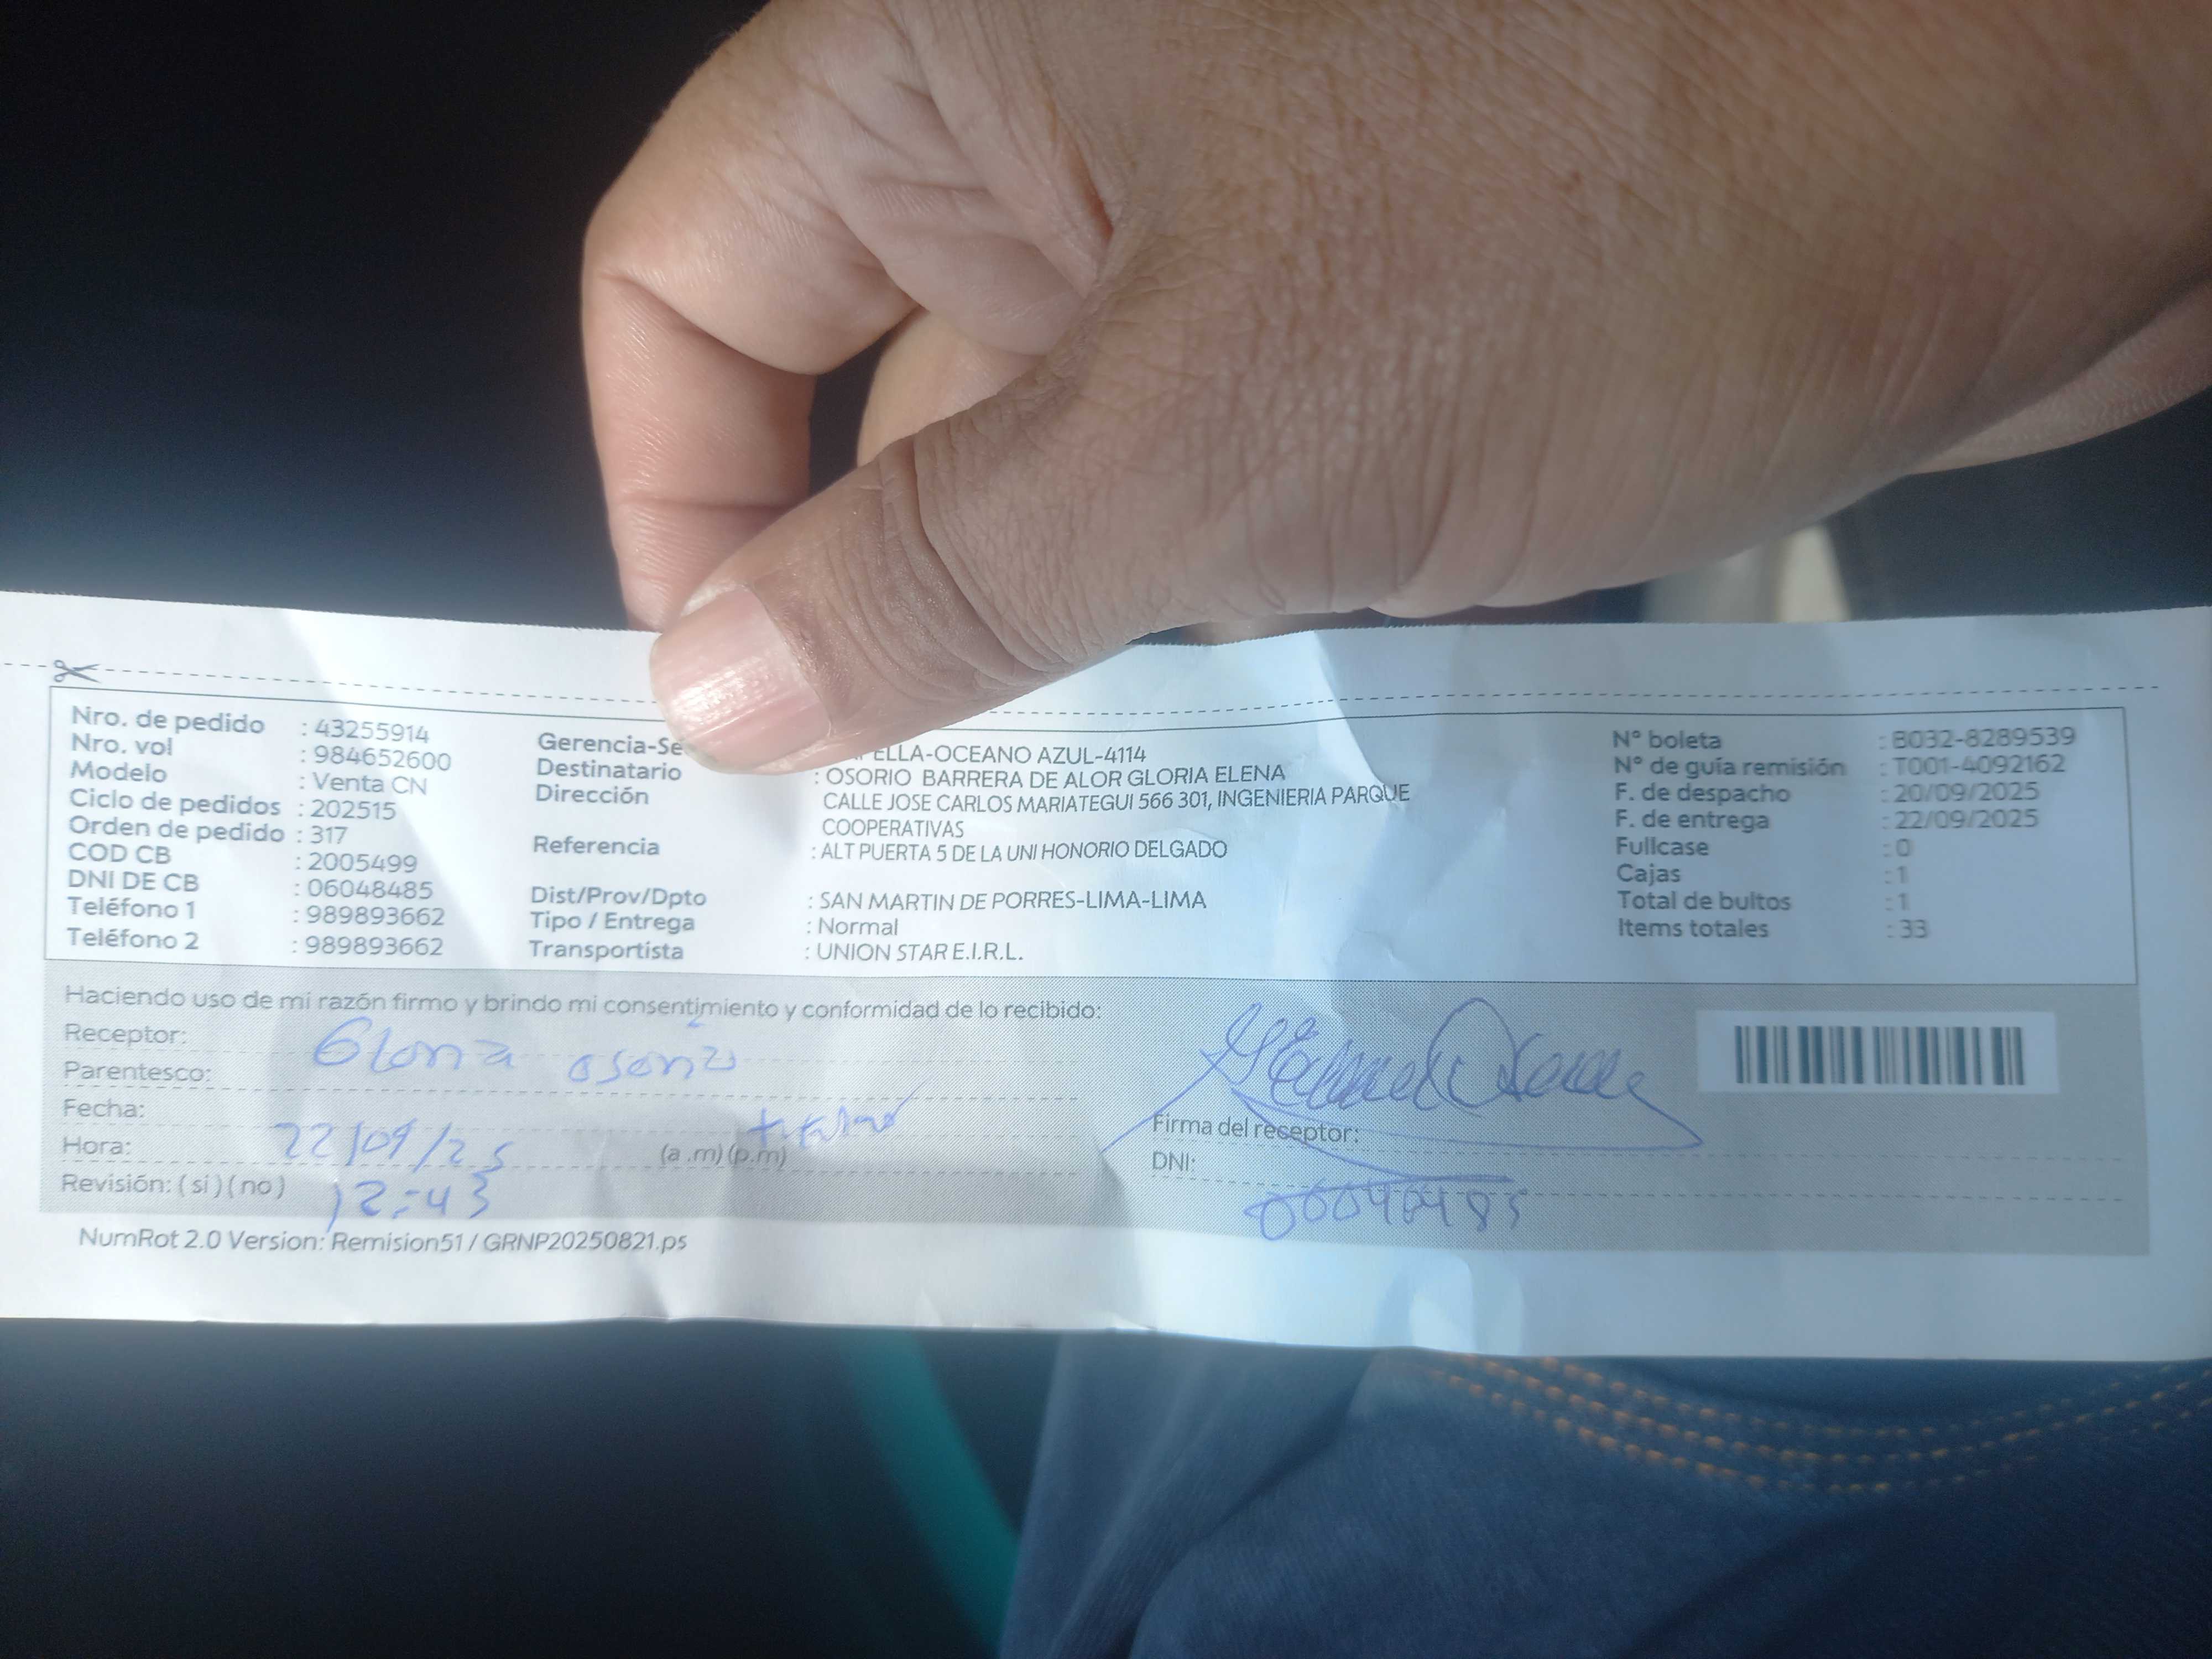 Nro. de pedido : 43255914
Nro. vol : 984652600
Modelo : Venta CN
Ciclo de pedidos : 202515
Orden de pedido : 317
COD CB : 2005499
DNI DE CB : 06048485
Teléfono 1 : 989893662
Teléfono 2 : 989893662
Gerencia-Se ELLA-OCEANO AZUL-4114
Destinatario : OSORIO BARRERA DE ALOR GLORIA ELENA
Dirección CALLE JOSE CARLOS MARIATEGUI 566 301, INGENIERIA PARQUE
COOPERATIVAS
Referencia : ALT PUERTA 5 DE LA UNI HONORIO DELGADO
Dist/Prov/Dpto : SAN MARTIN DE PORRES-LIMA-LIMA
Tipo / Entrega : Normal
Transportista : UNION STAR E.I.R.L.
N° boleta : B032-8289539
N° de guía remisión : T001-4092162
F. de despacho : 20/09/2025
F. de entrega : 22/09/2025
Fullcase : 0
Cajas : 1
Total de bultos : 1
Items totales : 33
Haciendo uso de mi razón firmo y brindo mi consentimiento y conformidad de lo recibido:
Receptor: Gloria Osorio
Parentesco: titular
Fecha: 22/09/25
Hora: 12:43 (a .m) (p.m)
Revisión: ( si ) ( no )
Firma del receptor:
DNI:
NumRot 2.0 Version: Remision51 / GRNP20250821.ps